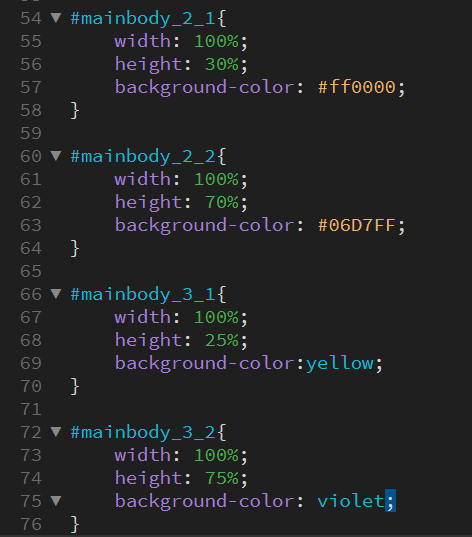 54 ▼ #mainbody_2_1{
55 width: 100%;
56 height: 30%;
57 background-color: #ff0000;
58 }
59
60 ▼ #mainbody_2_2{
61 width: 100%;
62 height: 70%;
63 background-color: #06D7FF;
64 }
65
66 ▼ #mainbody_3_1{
67 width: 100%;
68 height: 25%;
69 background-color:yellow;
70 }
71
72 ▼ #mainbody_3_2{
73 width: 100%;
74 height: 75%;
75 ▼ background-color: violet;
76 }